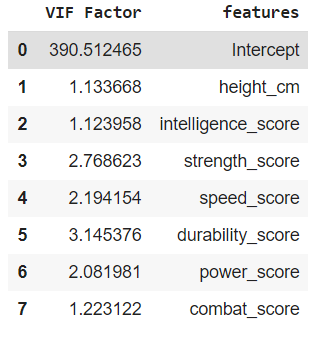 VIF Factor features
0 390.512465 Intercept
1 1.133668 height_cm
2 1.123958 intelligence_score
3 2.768623 strength_score
4 2.194154 speed_score
5 3.145376 durability_score
6 2.081981 power_score
7 1.223122 combat_score